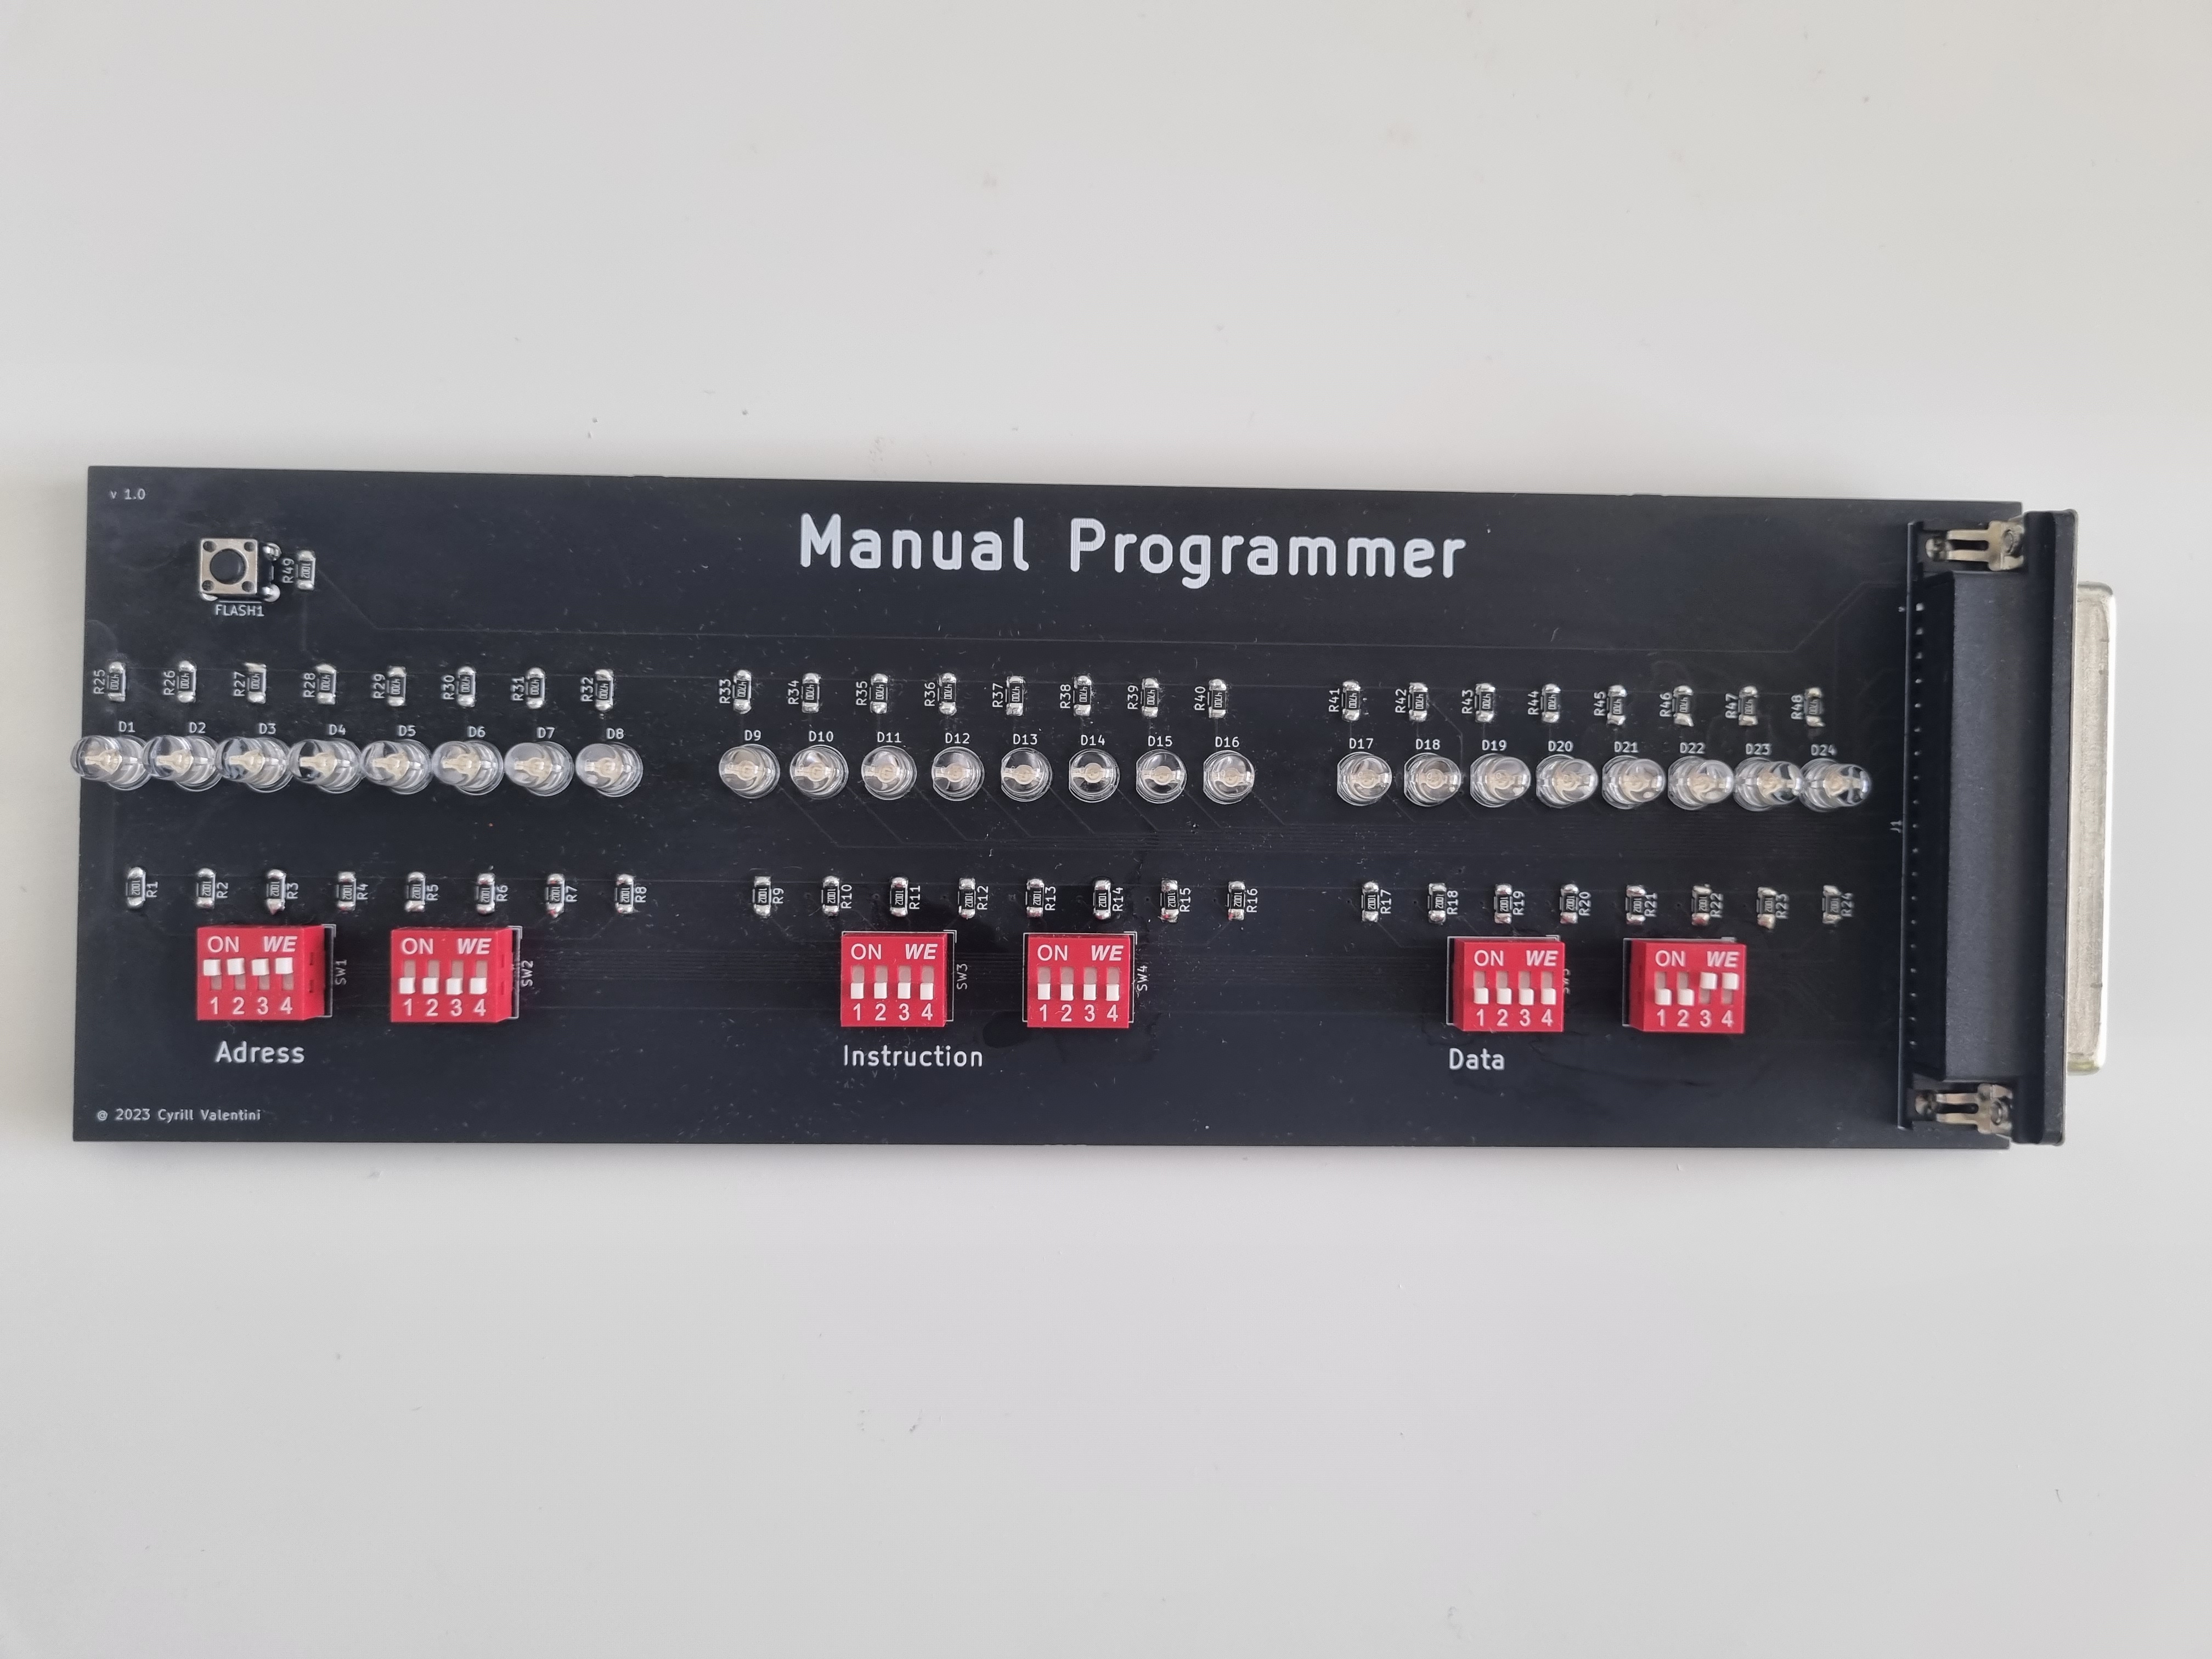 v 1.0
Manual Programmer
R49
FLASH1
R25 R26 R27 R28 R29 R30 R31 R32 R33 R34 R35 R36 R37 R38 R39 R40 R41 R42 R43 R44 R45 R46 R47 R48
D1 D2 D3 D4 D5 D6 D7 D8 D9 D10 D11 D12 D13 D14 D15 D16 D17 D18 D19 D20 D21 D22 D23 D24
J1
R1 R2 R3 R4 R5 R6 R7 R8 R9 R10 R11 R12 R13 R14 R15 R16 R17 R18 R19 R20 R21 R22 R23 R24
ON WE ON WE ON WE ON WE ON WE ON WE
SW1 SW2 SW3 SW4
1 2 3 4 1 2 3 4 1 2 3 4 1 2 3 4 1 2 3 4 1 2 3 4
Adress Instruction Data
© 2023 Cyrill Valentini